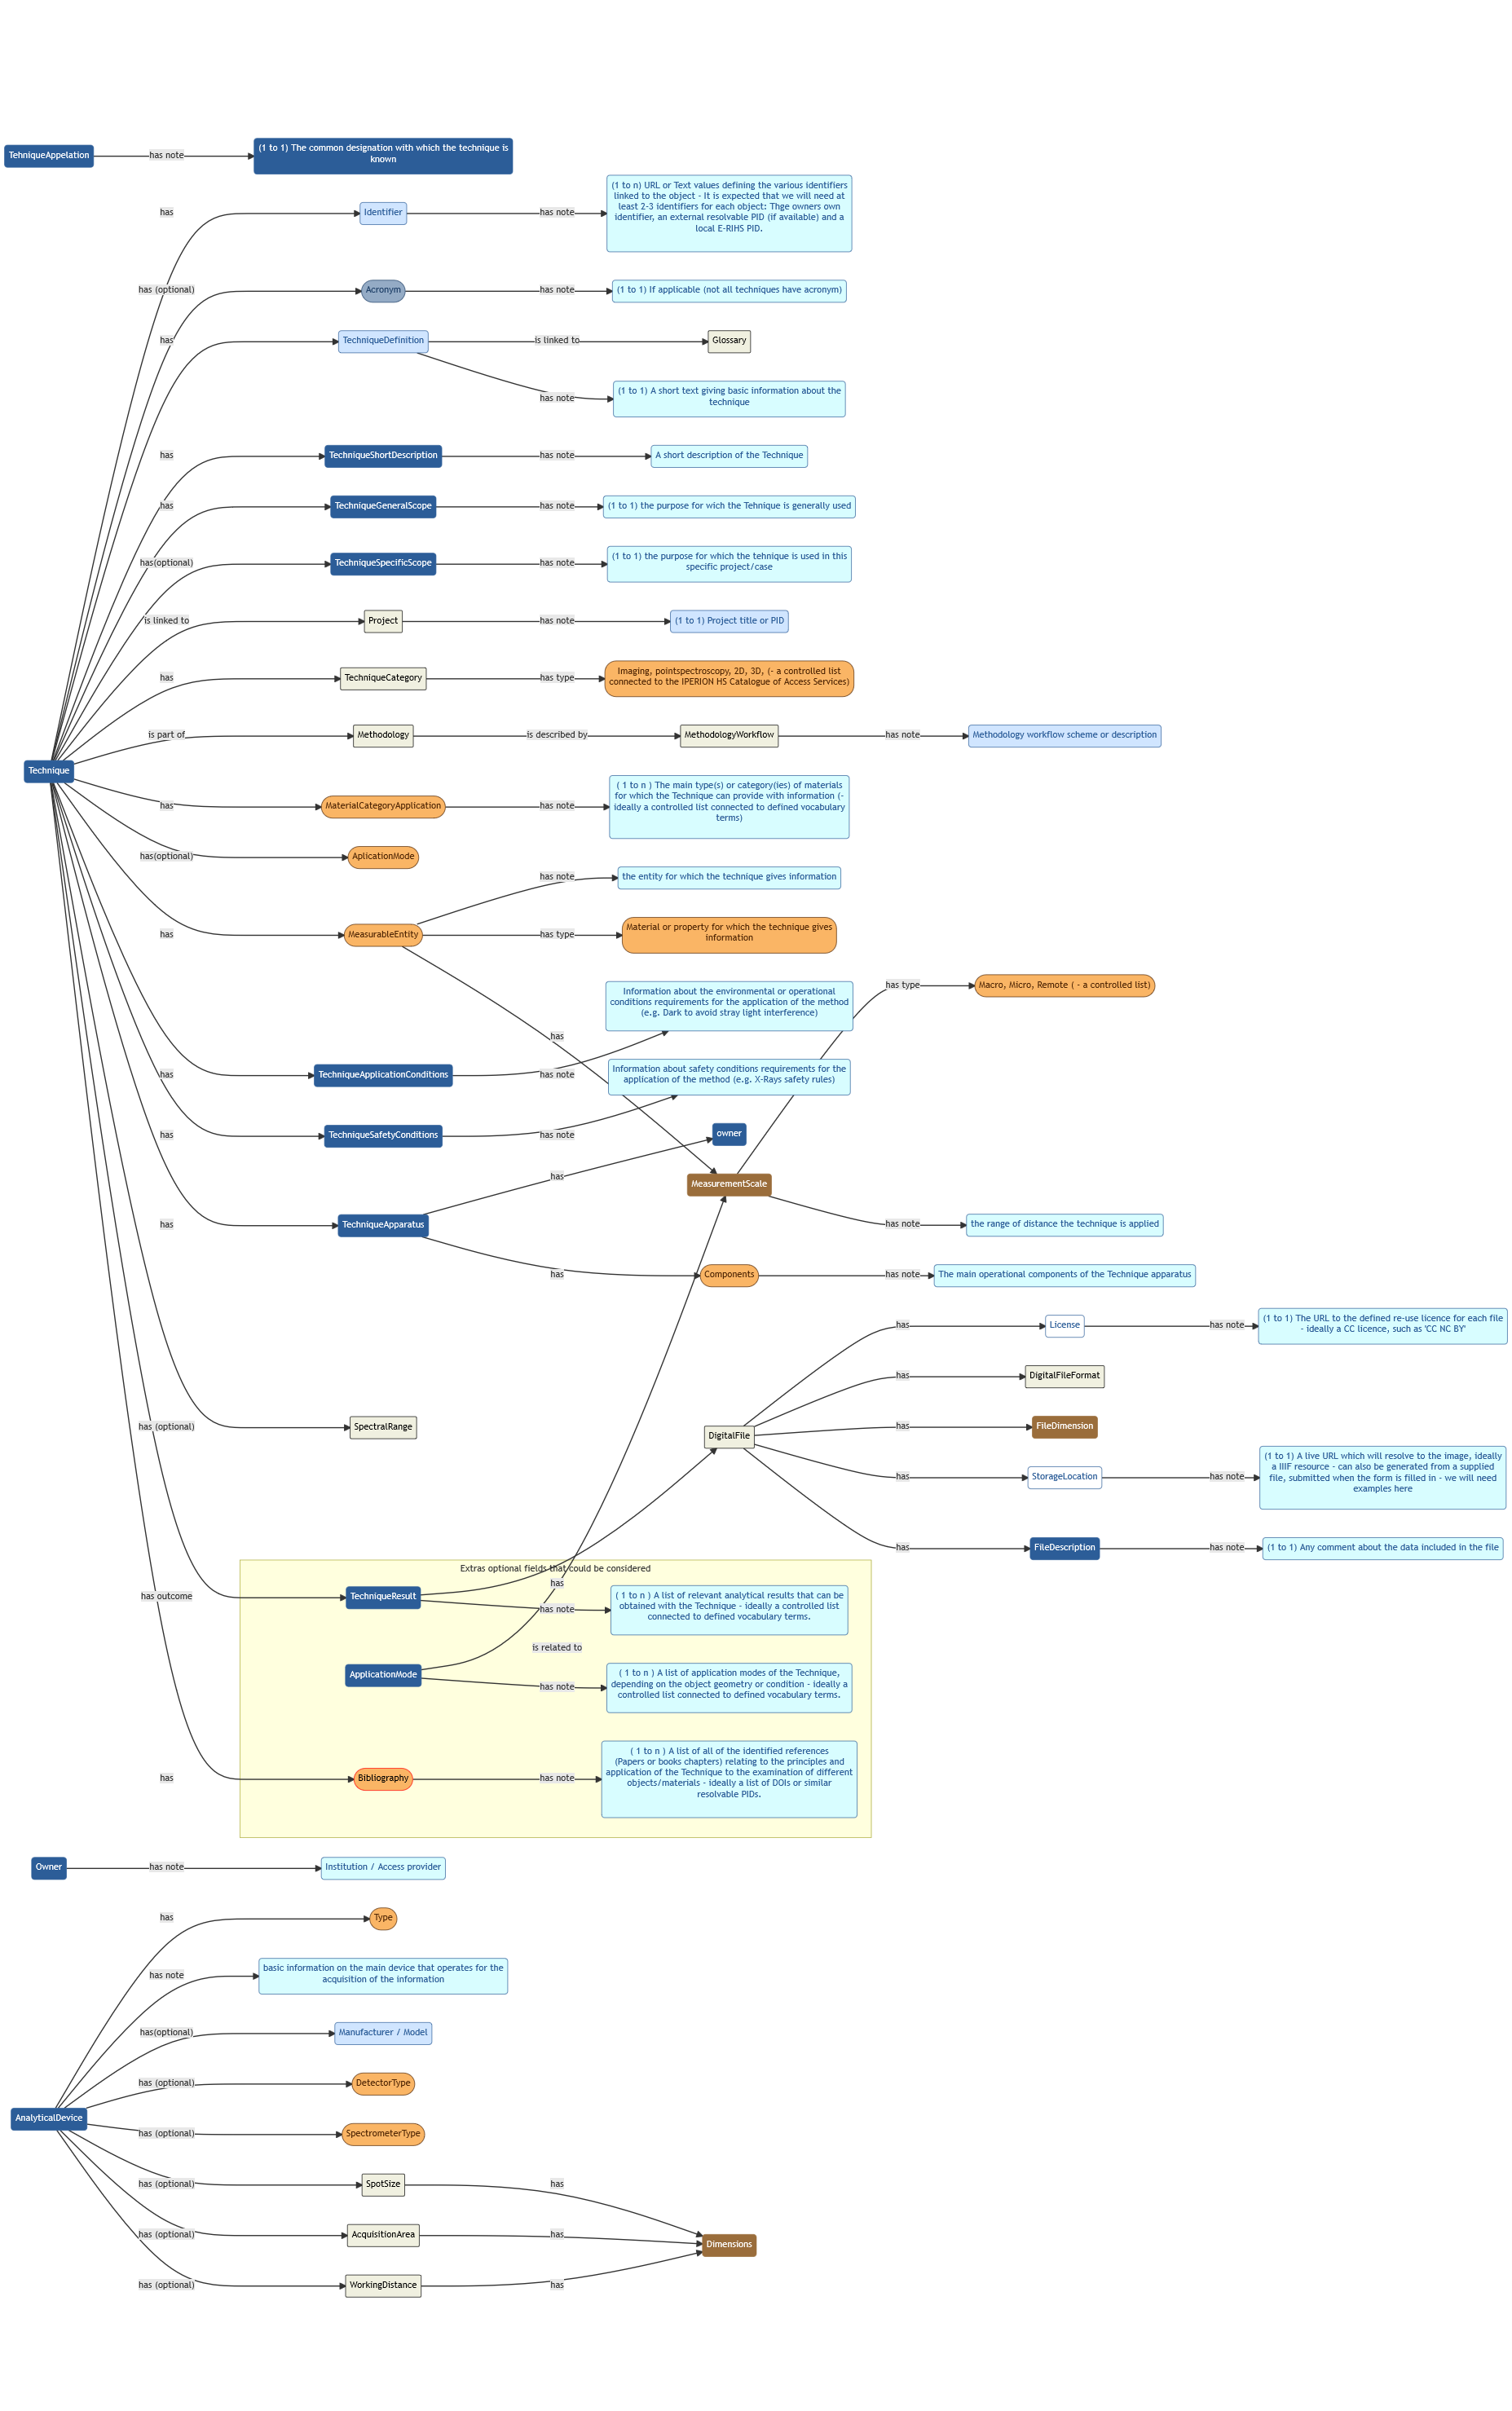 TehniqueAppelation
has note
(1 to 1) The common designation with which the technique is
known
has
Identifier
has note
(1 to n) URL or Text values defining the various identifiers
linked to the object - It is expected that we will need at
least 2-3 identifiers for each object: Thge owners own
identifier, an external resolvable PID (if available) and a
local E-RIHS PID.
has (optional)
Acronym
has note
(1 to 1) If applicable (not all techniques have acronym)
has
TechniqueDefinition
is linked to
Glossary
has note
(1 to 1) A short text giving basic information about the
technique
has
TechniqueShortDescription
has note
A short description of the Technique
has
TechniqueGeneralScope
has note
(1 to 1) the purpose for wich the Tehnique is generally used
has(optional)
TechniqueSpecificScope
has note
(1 to 1) the purpose for which the tehnique is used in this
specific project/case
is linked to
Project
has note
(1 to 1) Project title or PID
has
TechniqueCategory
has type
Imaging, pointspectroscopy, 2D, 3D, (- a controlled list
connected to the IPERION HS Catalogue of Access Services)
is part of
Methodology
is described by
MethodologyWorkflow
has note
Methodology workflow scheme or description
Technique
has
MaterialCategoryApplication
has note
( 1 to n ) The main type(s) or category(ies) of materials
for which the Technique can provide with information (-
ideally a controlled list connected to defined vocabulary
terms)
has(optional)
AplicationMode
has note
the entity for which the technique gives information
has
MeasurableEntity
has type
Material or property for which the technique gives
information
has type
Macro, Micro, Remote ( - a controlled list)
Information about the environmental or operational
conditions requirements for the application of the method
(e.g. Dark to avoid stray light interference)
has
has
TechniqueApplicationConditions
has note
Information about safety conditions requirements for the
application of the method (e.g. X-Rays safety rules)
has
TechniqueSafetyConditions
has note
owner
has
MeasurementScale
has
TechniqueApparatus
has note
the range of distance the technique is applied
has
Components
has note
The main operational components of the Technique apparatus
has
License
has note
(1 to 1) The URL to the defined re-use licence for each file
- ideally a CC licence, such as 'CC NC BY'
has
DigitalFileFormat
has (optional)
SpectralRange
DigitalFile
has
FileDimension
has
StorageLocation
has note
(1 to 1) A live URL which will resolve to the image, ideally
a IIIF resource - can also be generated from a supplied
file, submitted when the form is filled in - we will need
examples here
has
FileDescription
has note
(1 to 1) Any comment about the data included in the file
Extras optional fields that could be considered
has outcome
TechniqueResult
has
has note
( 1 to n ) A list of relevant analytical results that can be
obtained with the Technique - ideally a controlled list
connected to defined vocabulary terms.
is related to
ApplicationMode
has note
( 1 to n ) A list of application modes of the Technique,
depending on the object geometry or condition - ideally a
controlled list connected to defined vocabulary terms.
has
Bibliography
has note
( 1 to n ) A list of all of the identified references
(Papers or books chapters) relating to the principles and
application of the Technique to the examination of different
objects/materials - ideally a list of DOIs or similar
resolvable PIDs.
Owner
has note
Institution / Access provider
has
Type
has note
basic information on the main device that operates for the
acquisition of the information
has(optional)
Manufacturer / Model
has (optional)
DetectorType
AnalyticalDevice
has (optional)
SpectrometerType
has (optional)
SpotSize
has
has (optional)
AcquisitionArea
has
Dimensions
has (optional)
WorkingDistance
has